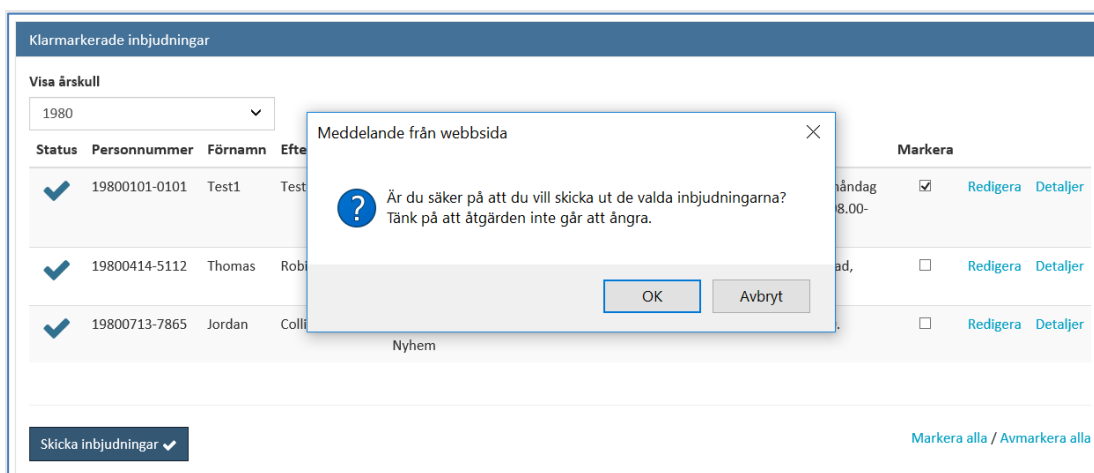 Klarmarkerade inbjudningar
Visa årskull
1980
Meddelande från webbsida
Status Personnummer Förnamn Efte Markera
19800101-0101 Test1 Test måndag Redigera Detaljer
Är du säker på att du vill skicka ut de valda inbjudningarna?
08.00-
Tänk på att åtgärden inte går att ångra.
19800414-5112 Thomas Robi ad, Redigera Detaljer
OK Avbryt
19800713-7865 Jordan Colli . Redigera Detaljer
Nyhem
Skicka inbjudningar
Markera alla / Avmarkera alla